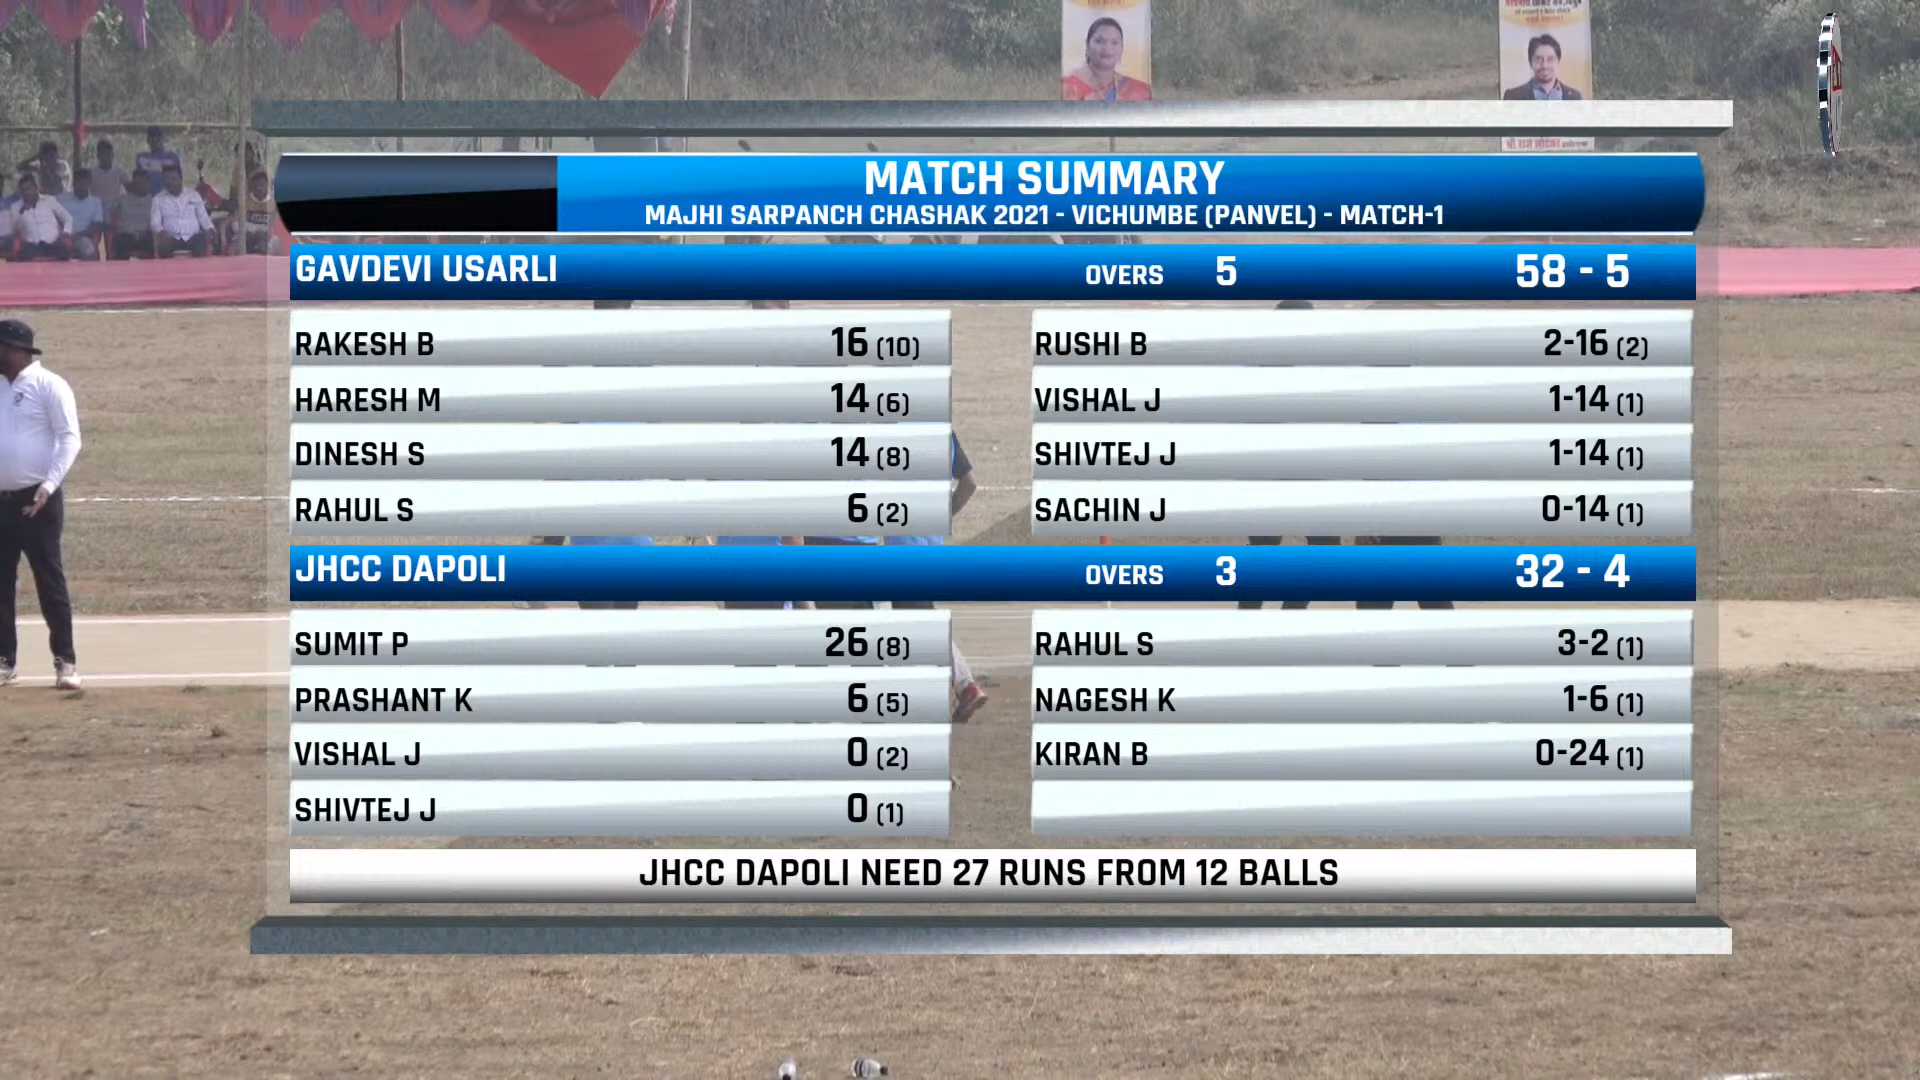 MATCH SUMMARY
MAJHI SARPANCH CHASHAK 2021 - VICHUMBE (PANVEL) - MATCH-1
GAVDEVI USARLI OVERS 5 58 - 5
RAKESH B 16 (10) RUSHI B 2-16 (2)
HARESH M 14 (6) VISHAL J 1-14 (1)
DINESH S 14 (8) SHIVTEJ J 1-14 (1)
RAHUL S 6 (2) SACHIN J 0-14 (1)
JHCC DAPOLI OVERS 3 32 - 4
SUMIT P 26 (8) RAHUL S 3-2 (1)
PRASHANT K 6 (5) NAGESH K 1-6 (1)
VISHAL J 0 (2) KIRAN B 0-24 (1)
SHIVTEJ J 0 (1)
JHCC DAPOLI NEED 27 RUNS FROM 12 BALLS